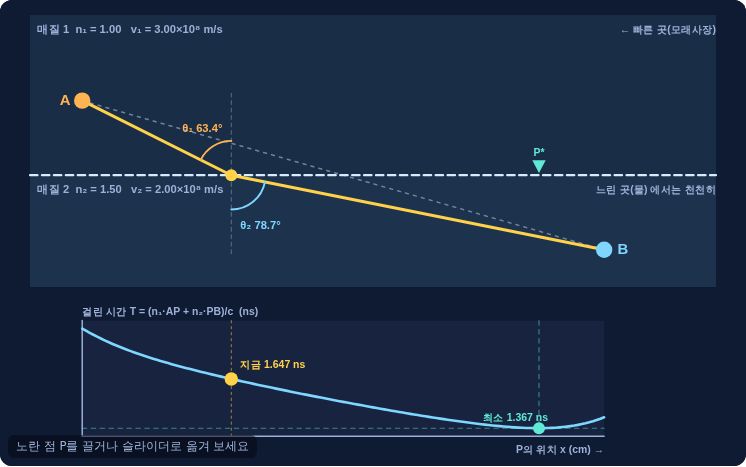 매질 1 n₁ = 1.00 v₁ = 3.00×10⁸ m/s
← 빠른 곳(모래사장)
A
θ₁ 63.4°
P*
매질 2 n₂ = 1.50 v₂ = 2.00×10⁸ m/s
느린 곳(물) 에서는 천천히
θ₂ 78.7°
B
걸린 시간 T = (n₁·AP + n₂·PB)/c (ns)
지금 1.647 ns
최소 1.367 ns
노란 점 P를 끌거나 슬라이더로 옮겨 보세요
P의 위치 x (cm) →